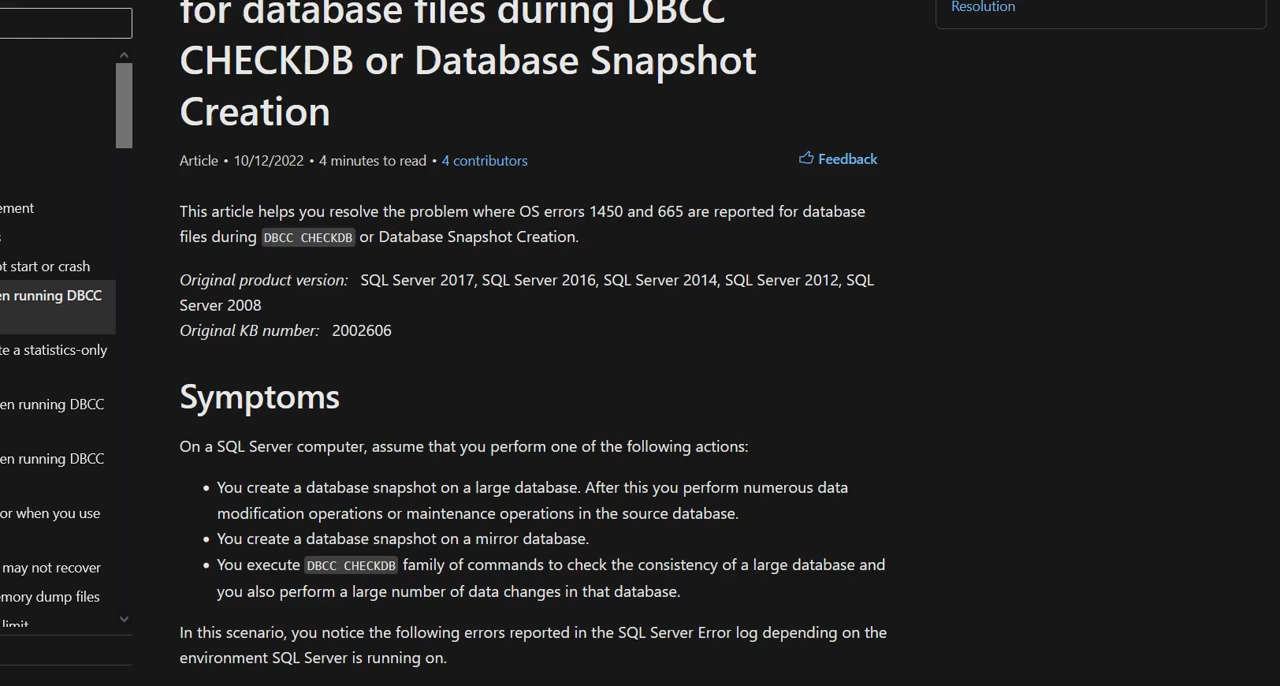 Resolution
for database files during DBCC
CHECKDB or Database Snapshot
Creation
Article • 10/12/2022 • 4 minutes to read • 4 contributors
Feedback
This article helps you resolve the problem where OS errors 1450 and 665 are reported for database
files during DBCC CHECKDB or Database Snapshot Creation.
Original product version: SQL Server 2017, SQL Server 2016, SQL Server 2014, SQL Server 2012, SQL
Server 2008
Original KB number: 2002606
Symptoms
On a SQL Server computer, assume that you perform one of the following actions:
• You create a database snapshot on a large database. After this you perform numerous data
modification operations or maintenance operations in the source database.
• You create a database snapshot on a mirror database.
• You execute DBCC CHECKDB family of commands to check the consistency of a large database and
you also perform a large number of data changes in that database.
In this scenario, you notice the following errors reported in the SQL Server Error log depending on the
environment SQL Server is running on.
ement
s
ot start or crash
en running DBCC
te a statistics-only
en running DBCC
en running DBCC
or when you use
may not recover
emory dump files
limit